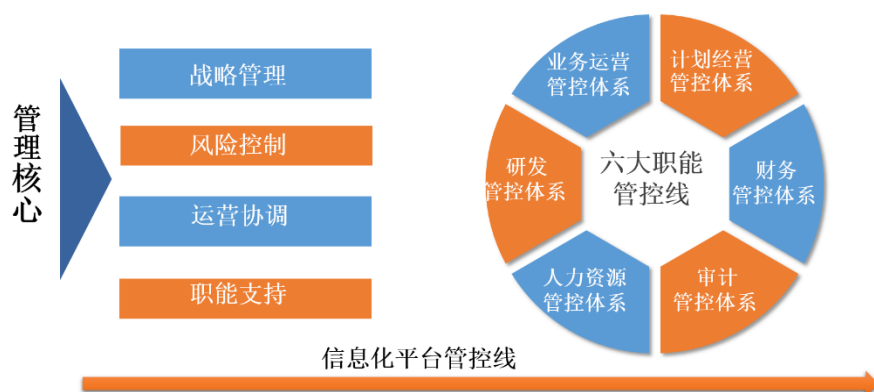 管理核心
战略管理
风险控制
运营协调
职能支持
业务运营
管控体系
计划经营
管控体系
研发
管控体系
六大职能
管控线
财务
管控体系
人力资源
管控体系
审计
管控体系
信息化平台管控线